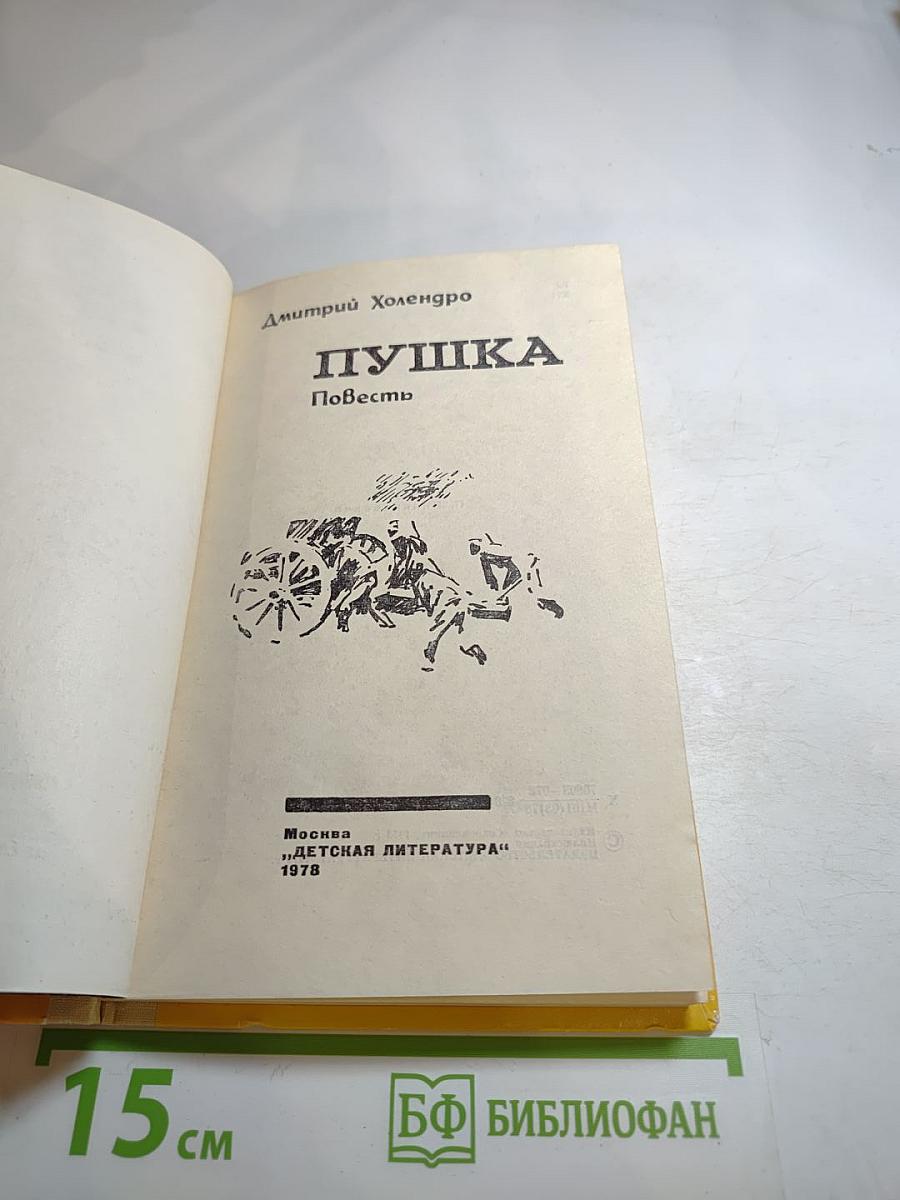 Дмитрий Холендро
ПУШКА
Повесть
Москва
„ДЕТСКАЯ ЛИТЕРАТУРА“
1978
15 см
БФ БИБЛИОФАН